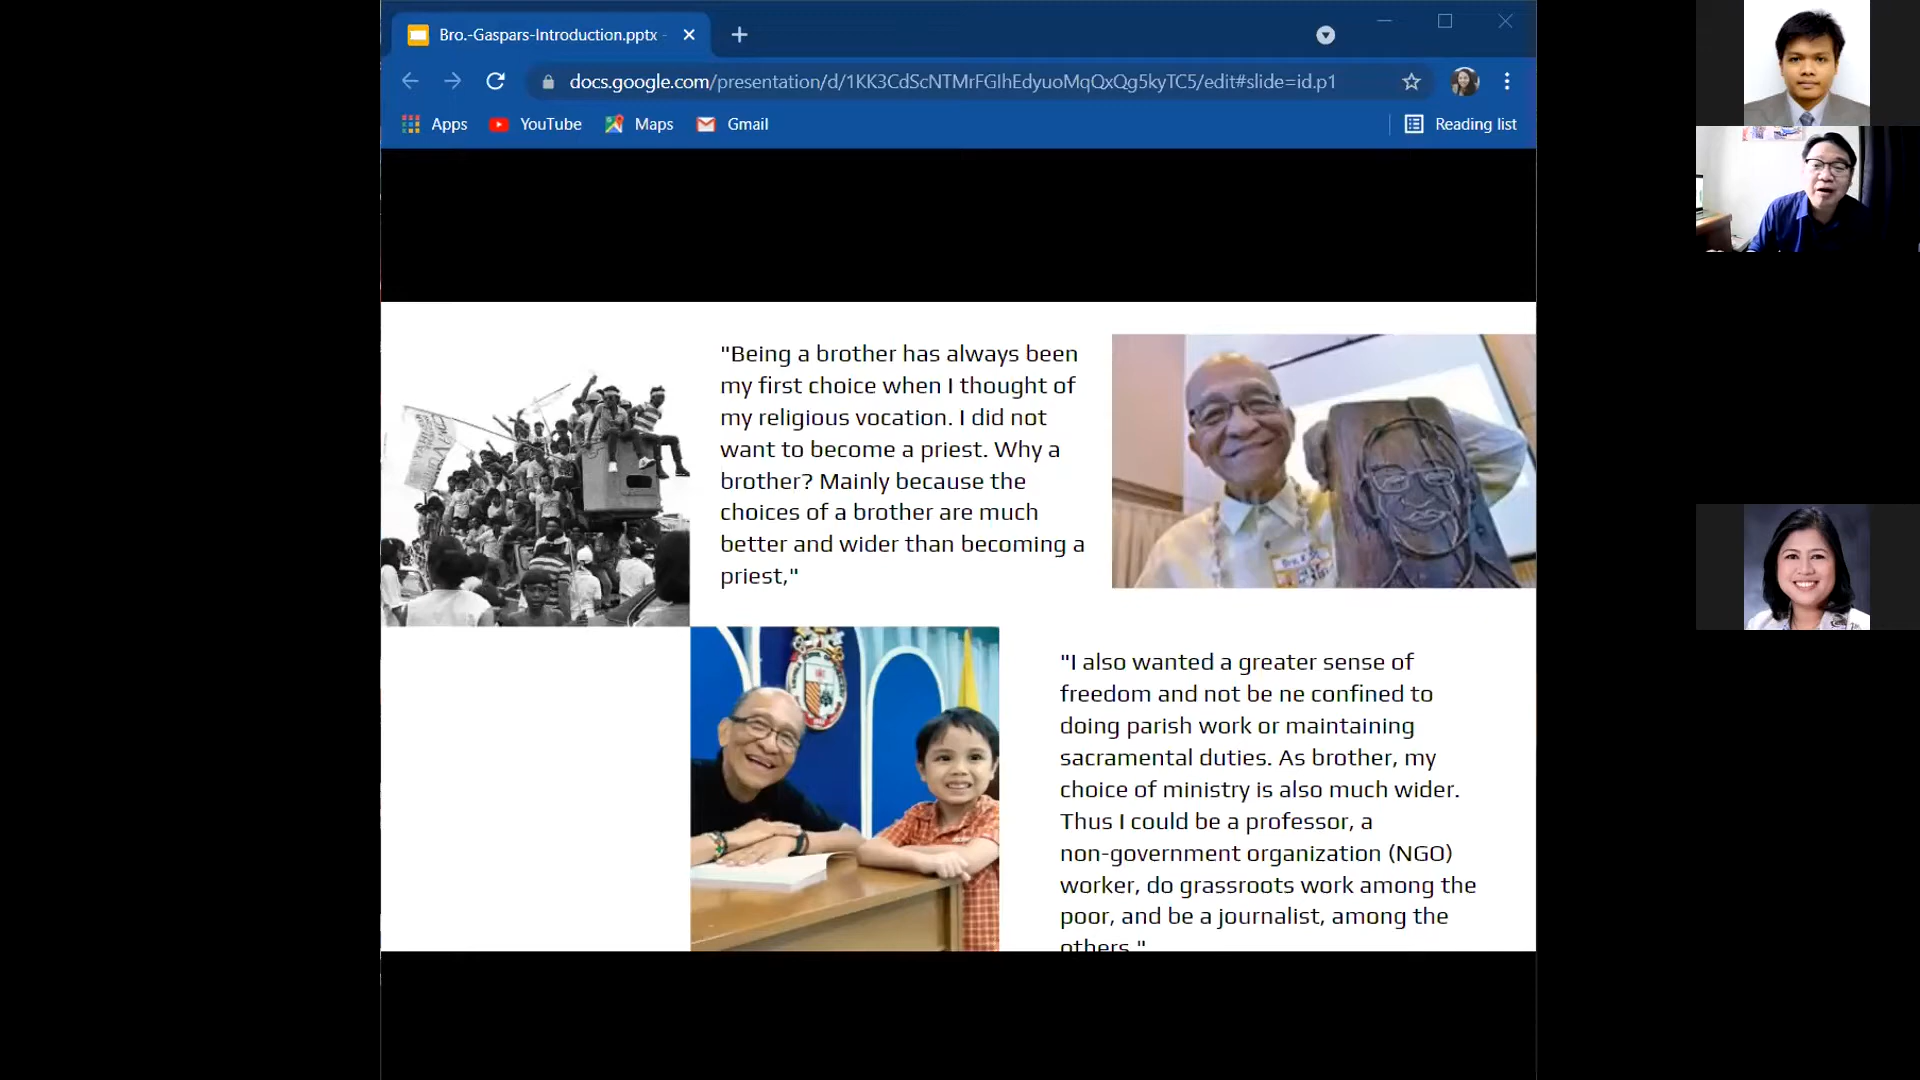 Bro.-Gaspars-Introduction.pptx -
docs.google.com/presentation/d/1KK3CdScNTMrFGlhEdyuoMqQxQg5kyTC5/edit#slide=id.p1
Apps YouTube Maps Gmail Reading list
"Being a brother has always been
my first choice when I thought of
my religious vocation. I did not
want to become a priest. Why a
brother? Mainly because the
choices of a brother are much
better and wider than becoming a
priest,"
"I also wanted a greater sense of
freedom and not be ne confined to
doing parish work or maintaining
sacramental duties. As brother, my
choice of ministry is also much wider.
Thus I could be a professor, a
non-government organization (NGO)
worker, do grassroots work among the
poor, and be a journalist, among the
others."